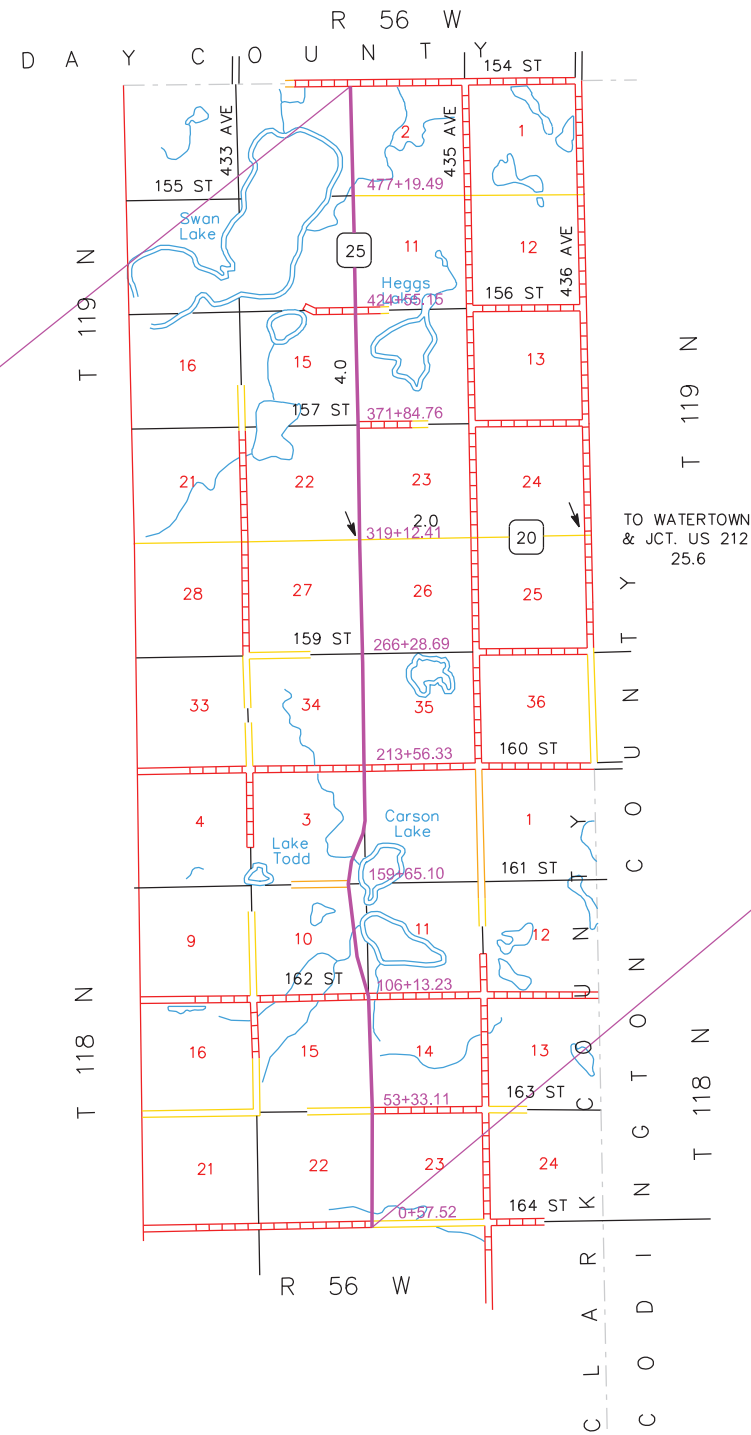 R 56 W
DAY COUNTY
154 ST
433 AVE
435 AVE
2
1
477+19.49
155 ST
Swan
Lake
25
11
12
436 AVE
T 119 N
Heggs
Lake
424+55.15
156 ST
16
15
4.0
13
T 119 N
157 ST
371+84.76
21
22
23
24
2.0
319+12.41
20
TO WATERTOWN
& JCT. US 212
25.6
28
27
26
25
159 ST
266+28.69
33
34
35
36
213+56.33
160 ST
4
3
Carson
Lake
1
Lake
Todd
159+65.10
161 ST
9
10
11
12
162 ST
106+13.23
T 118 N
16
15
14
13
T 118 N
53+33.11
163 ST
21
22
23
24
0+57.52
164 ST
R 56 W
CLARK COUNTY
CODINGTON COUNTY